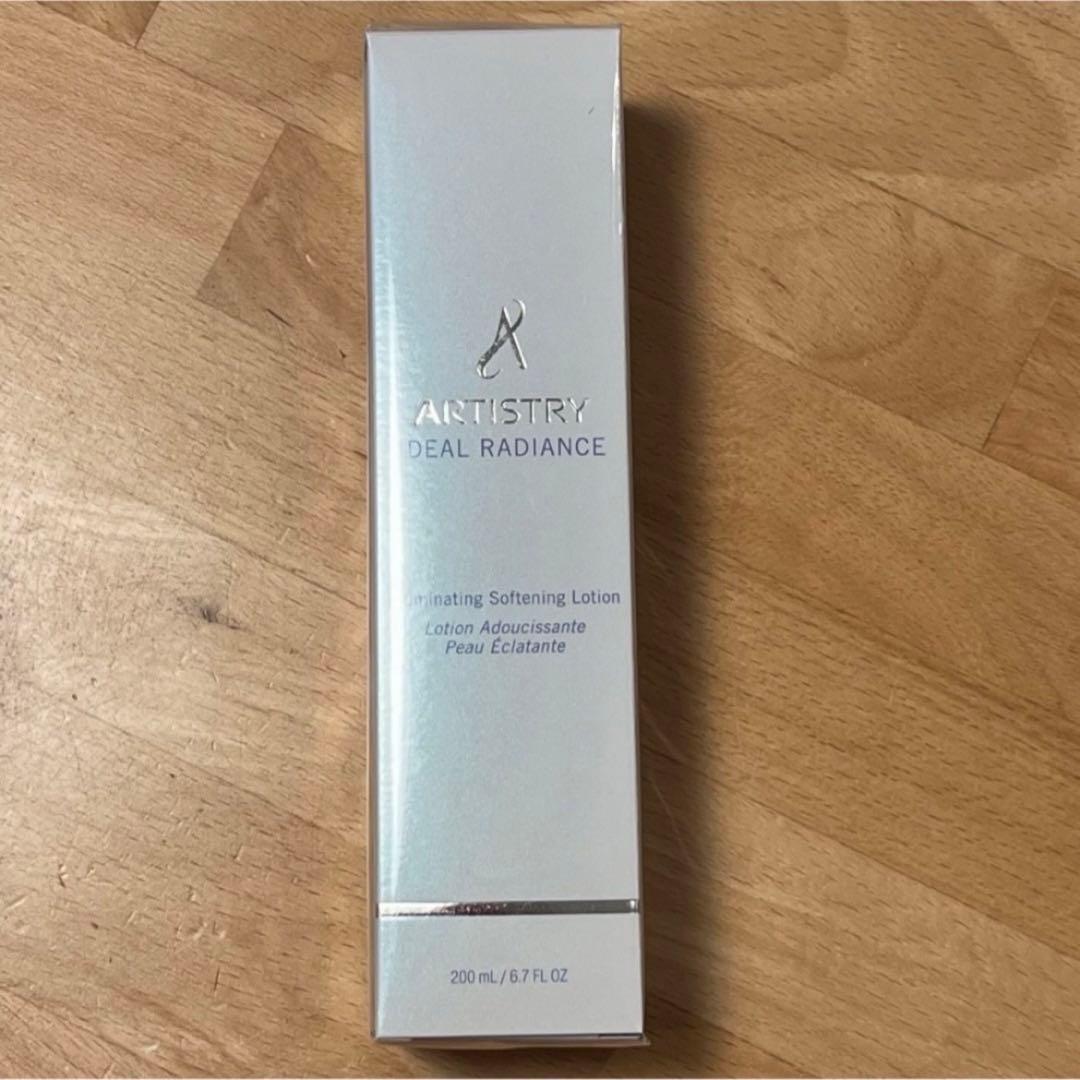 A
ARTISTRY
DEAL RADIANCE
minating Softening Lotion
Lotion Adoucissante
Peau Éclatante
200 mL / 6.7 FL OZ